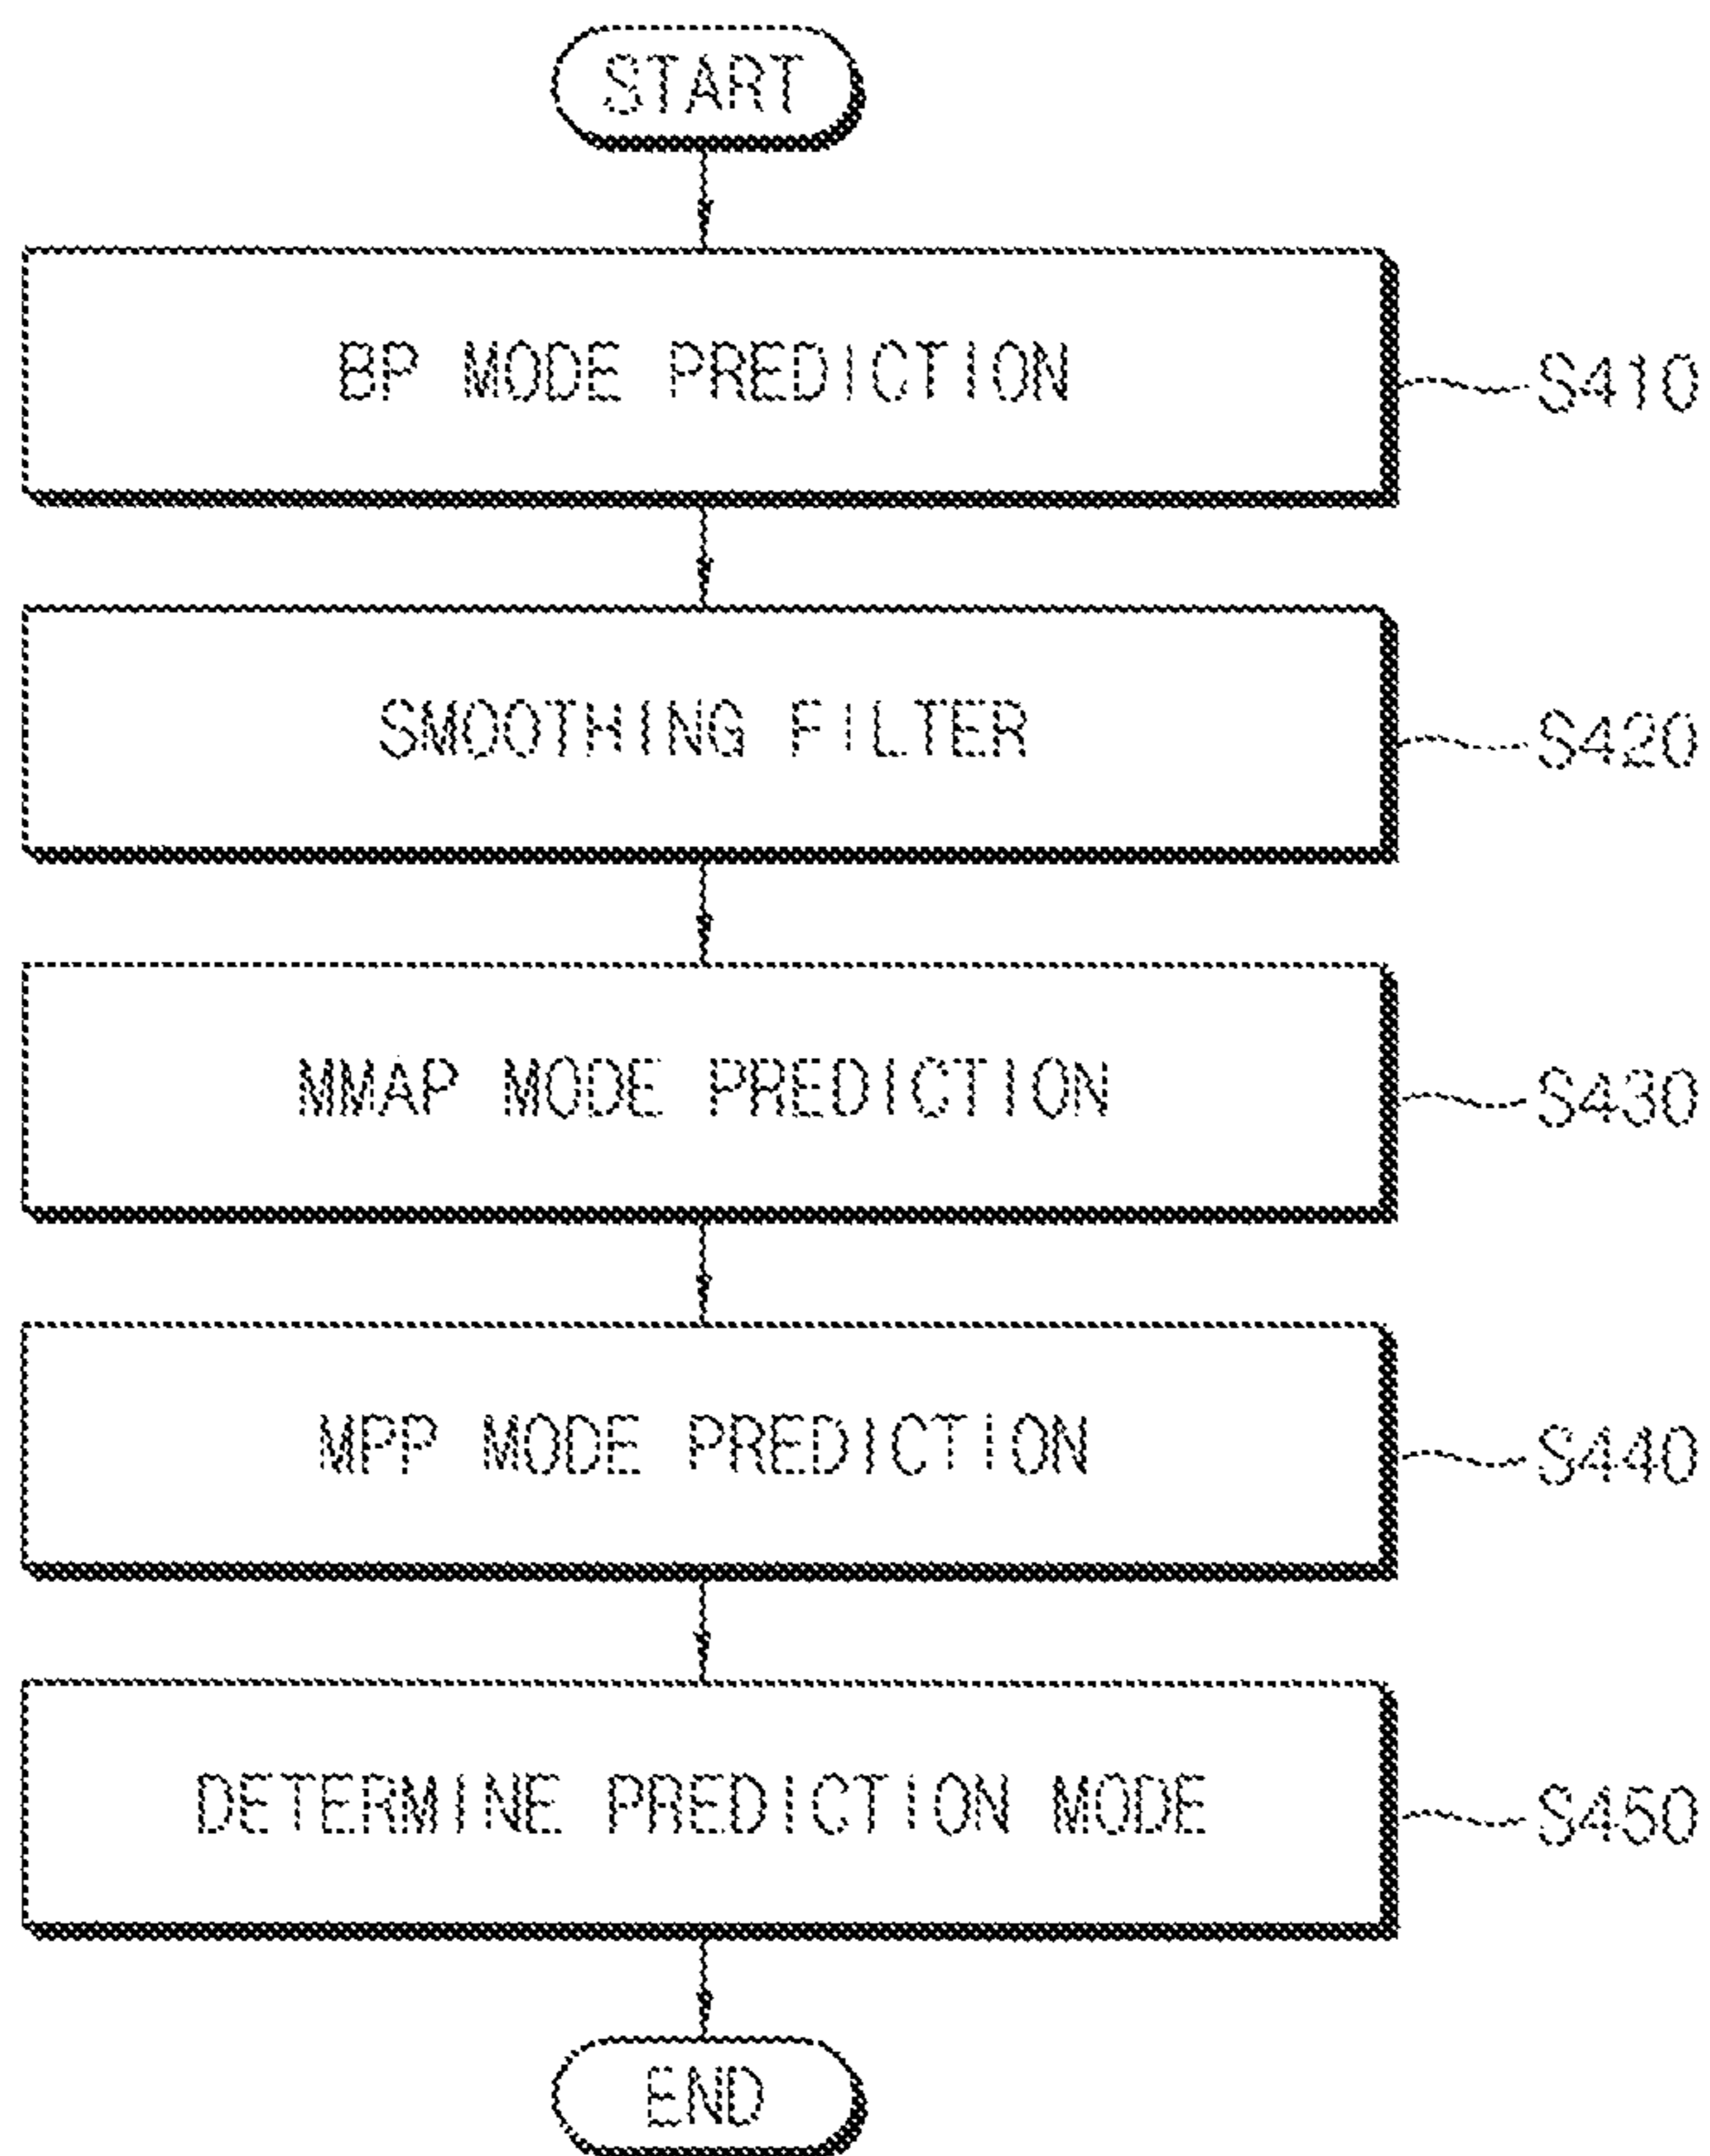 START
BP MODE PREDICTION
S410
SMOOTHING FILTER
S420
MMAP MODE PREDICTION
S430
MPP MODE PREDICTION
S440
DETERMINE PREDICTION MODE
S450
END